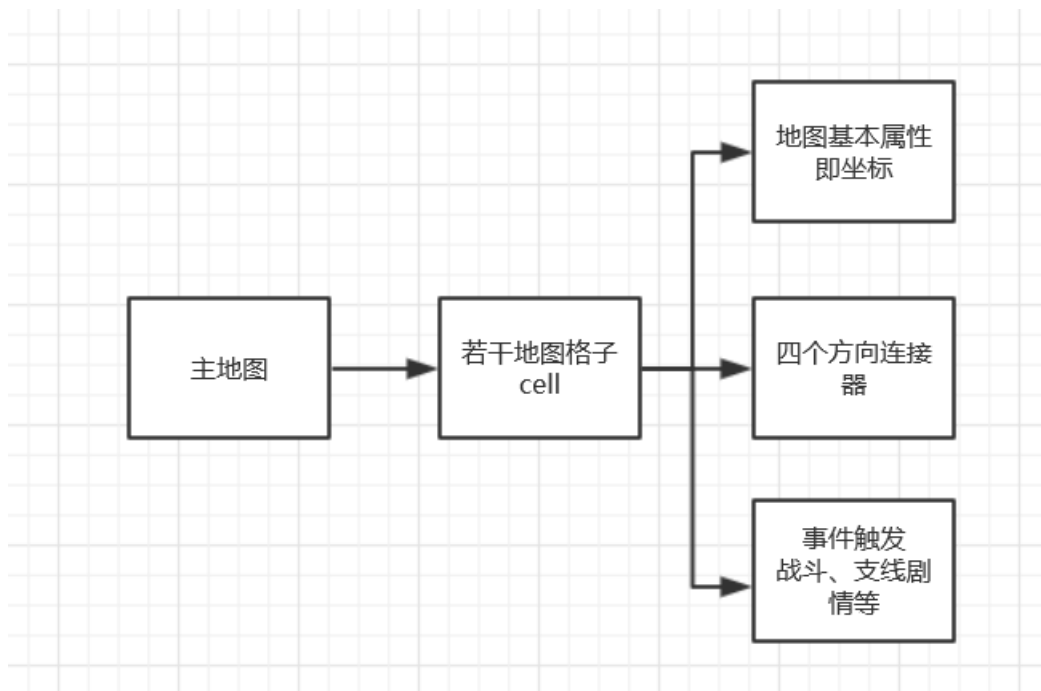 地图基本属性
即坐标
主地图
若干地图格子
cell
四个方向连接
器
事件触发
战斗、支线剧
情等